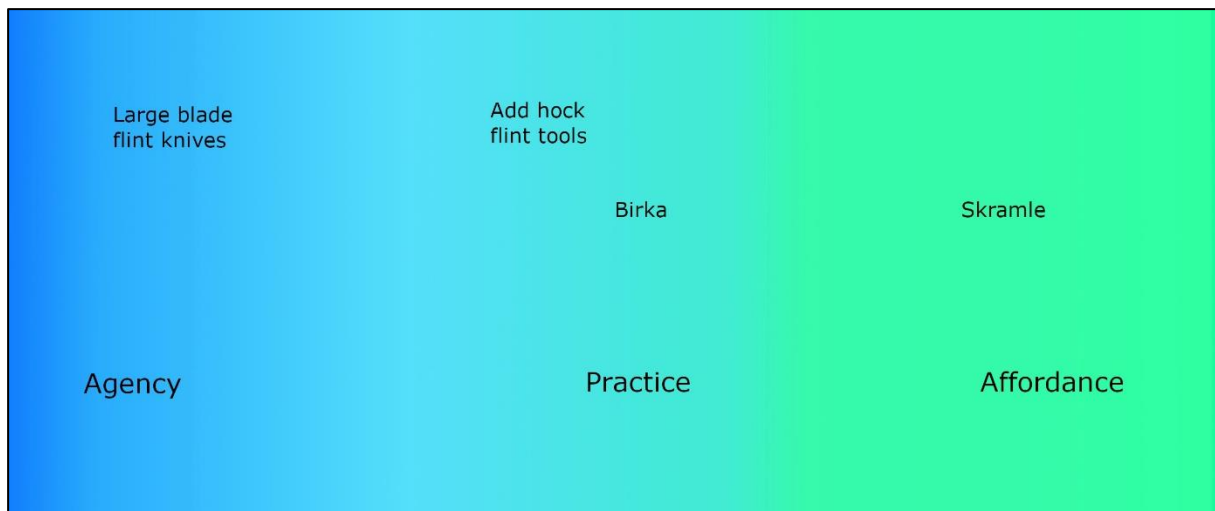 Large blade
flint knives
Add hock
flint tools
Birka
Skramle
Agency
Practice
Affordance